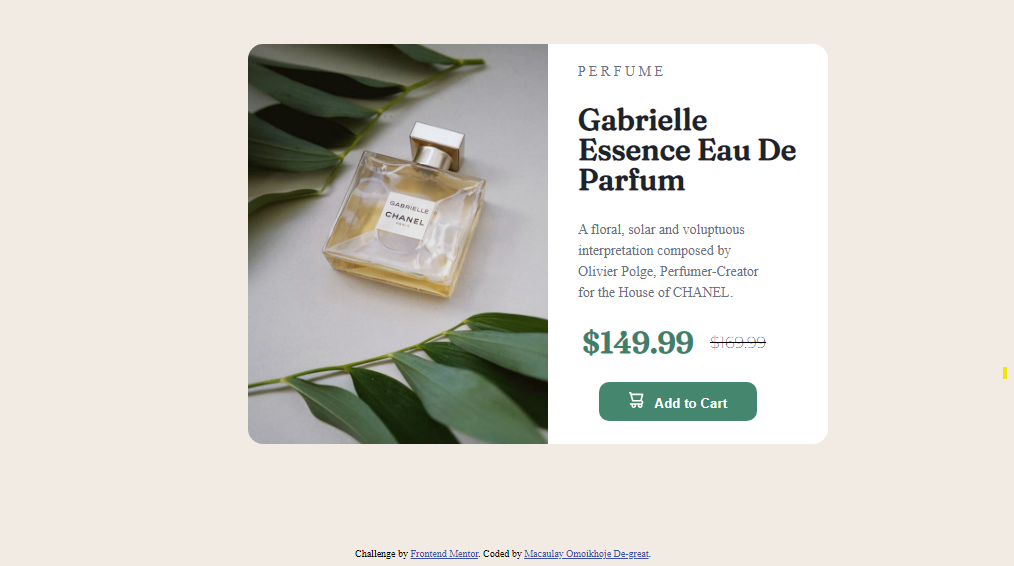 PERFUME
Gabrielle
Essence Eau De
Parfum
A floral, solar and voluptuous
interpretation composed by
Olivier Polge, Perfumer-Creator
for the House of CHANEL.
$149.99 $169.99
Add to Cart
GABRIELLE
CHANEL
PARIS
Challenge by Frontend Mentor. Coded by Macaulay Omoikhoje De-great.